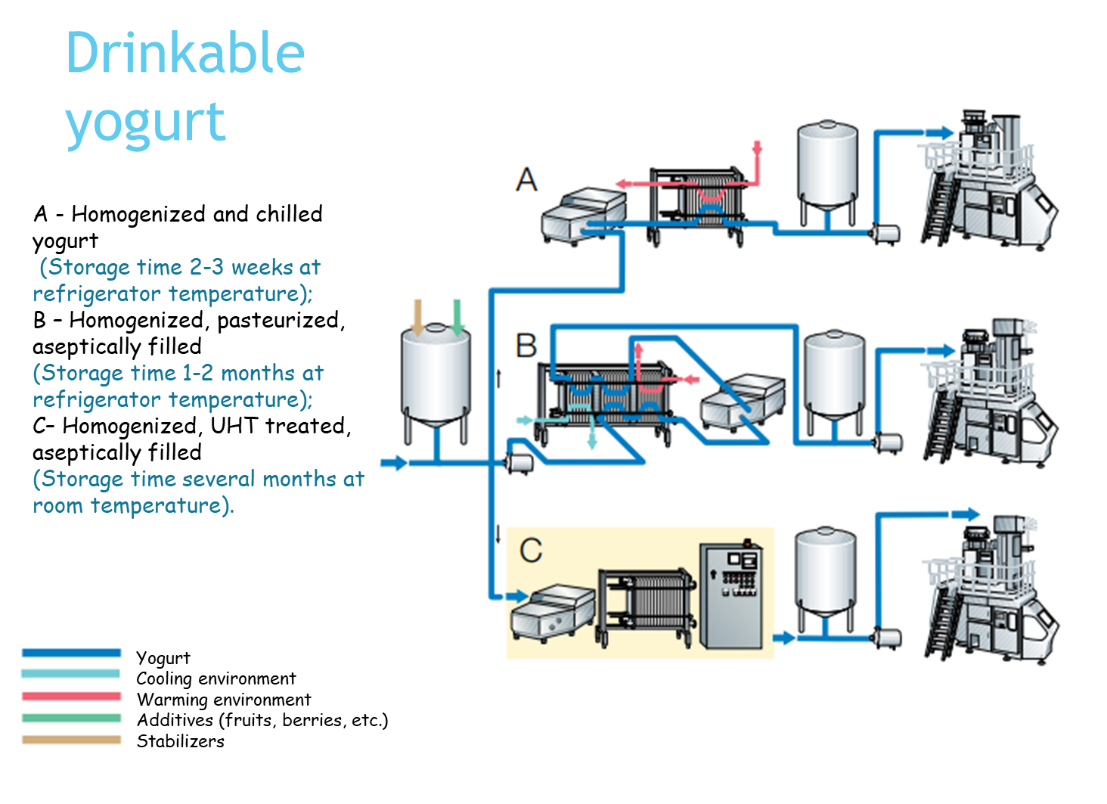 Drinkable
yogurt
A - Homogenized and chilled
yogurt
(Storage time 2-3 weeks at
refrigerator temperature);
B – Homogenized, pasteurized,
aseptically filled
(Storage time 1-2 months at
refrigerator temperature);
C– Homogenized, UHT treated,
aseptically filled
(Storage time several months at
room temperature).
A
B
C
Yogurt
Cooling environment
Warming environment
Additives (fruits, berries, etc.)
Stabilizers